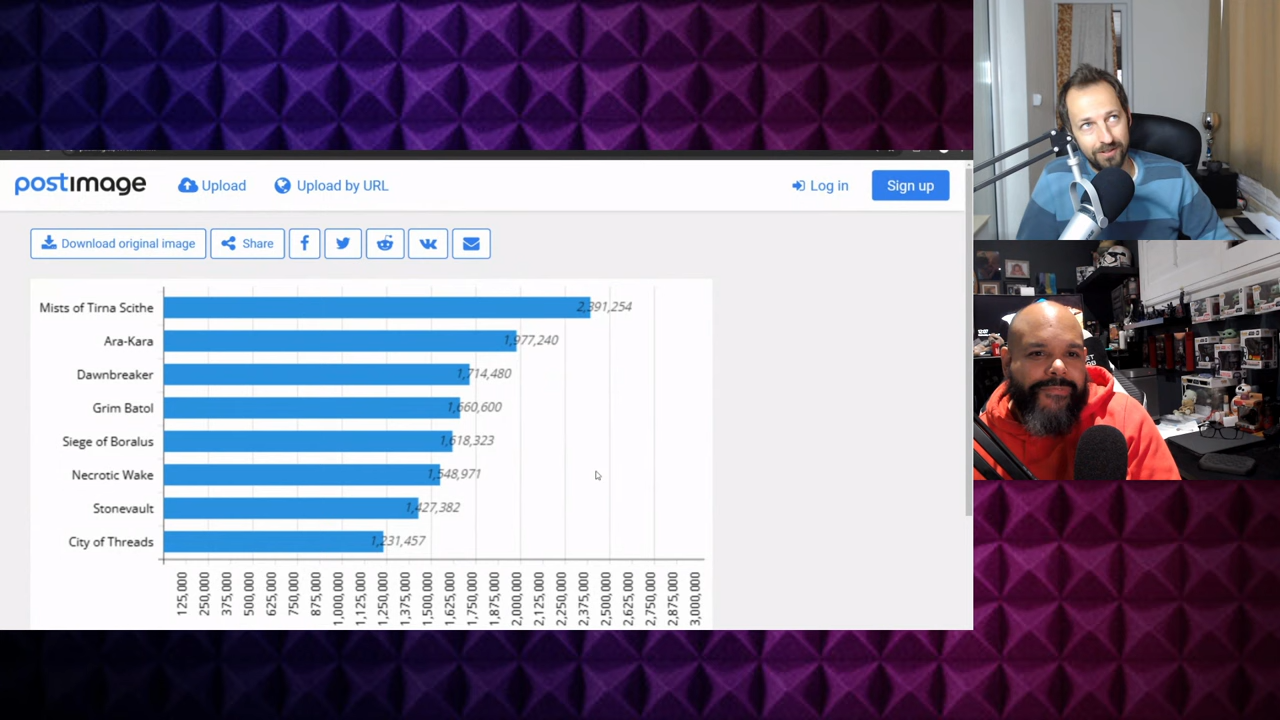 postimage Upload Upload by URL Log in Sign up
Download original image Share
Mists of Tirna Scithe 2,391,254
Ara-Kara 1,977,240
Dawnbreaker 1,714,480
Grim Batol 1,660,600
Siege of Boralus 1,618,323
Necrotic Wake 1,548,971
Stonevault 1,427,382
City of Threads 1,231,457
125,000 250,000 375,000 500,000 625,000 750,000 875,000 1,000,000 1,125,000 1,250,000 1,375,000 1,500,000 1,625,000 1,750,000 1,875,000 2,000,000 2,125,000 2,250,000 2,375,000 2,500,000 2,625,000 2,750,000 2,875,000 3,000,000